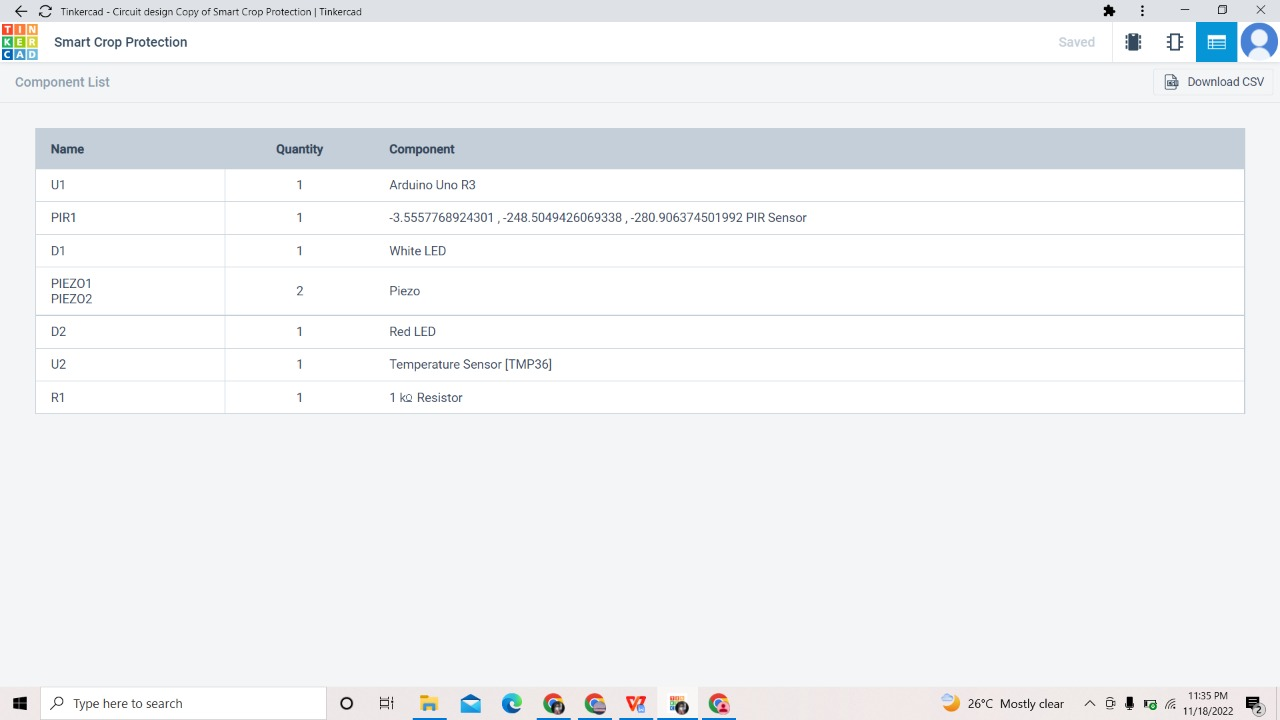 Tinkercad - Circuit design Copy of Smart Crop Protection | Tinkercad
TIN
KER
CAD
Smart Crop Protection
Saved
Component List
Download CSV
Name Quantity Component
U1 1 Arduino Uno R3
PIR1 1 -3.5557768924301 , -248.5049426069338 , -280.906374501992 PIR Sensor
D1 1 White LED
PIEZO1
PIEZO2 2 Piezo
D2 1 Red LED
U2 1 Temperature Sensor [TMP36]
R1 1 1 kΩ Resistor
Type here to search
26°C Mostly clear
11:35 PM
11/18/2022
2